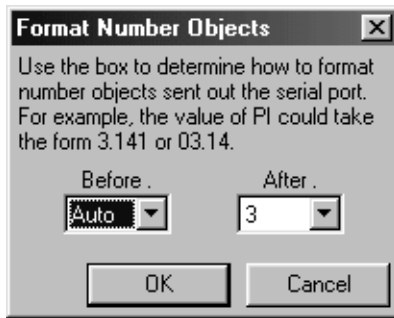 Format Number Objects
Use the box to determine how to format
number objects sent out the serial port.
For example, the value of PI could take
the form 3.141 or 03.14.
Before . After .
Auto 3
OK Cancel